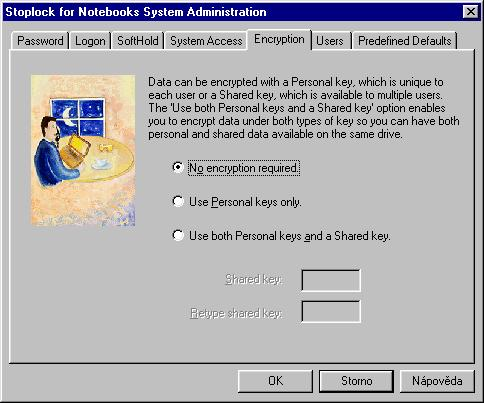 Stoplock for Notebooks System Administration
Password Logon SoftHold System Access Encryption Users Predefined Defaults
Data can be encrypted with a Personal key, which is unique to
each user or a Shared key, which is available to multiple users.
The 'Use both Personal keys and a Shared key' option enables
you to encrypt data under both types of key so you can have both
personal and shared data available on the same drive.
No encryption required.
Use Personal keys only.
Use both Personal keys and a Shared key.
Shared key:
Retype shared key:
OK Storno Nápověda